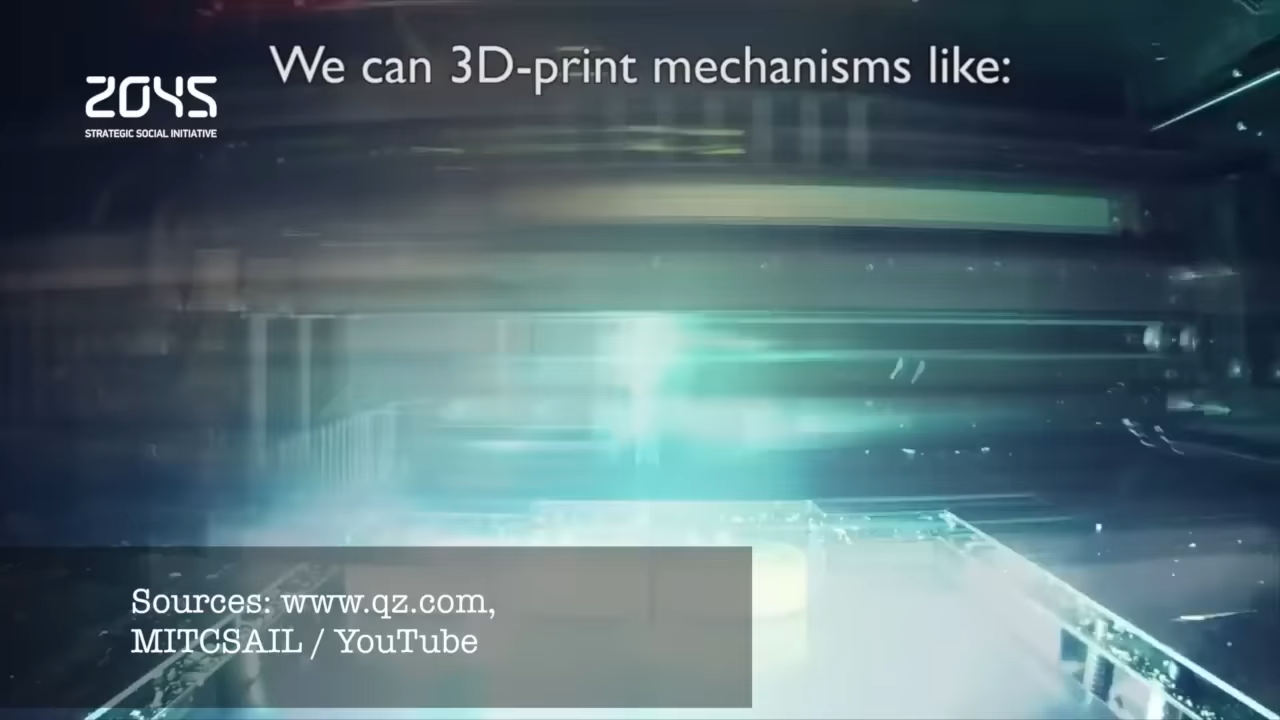 We can 3D-print mechanisms like:
2045
STRATEGIC SOCIAL INITIATIVE
Sources: www.qz.com,
MITCSAIL / YouTube